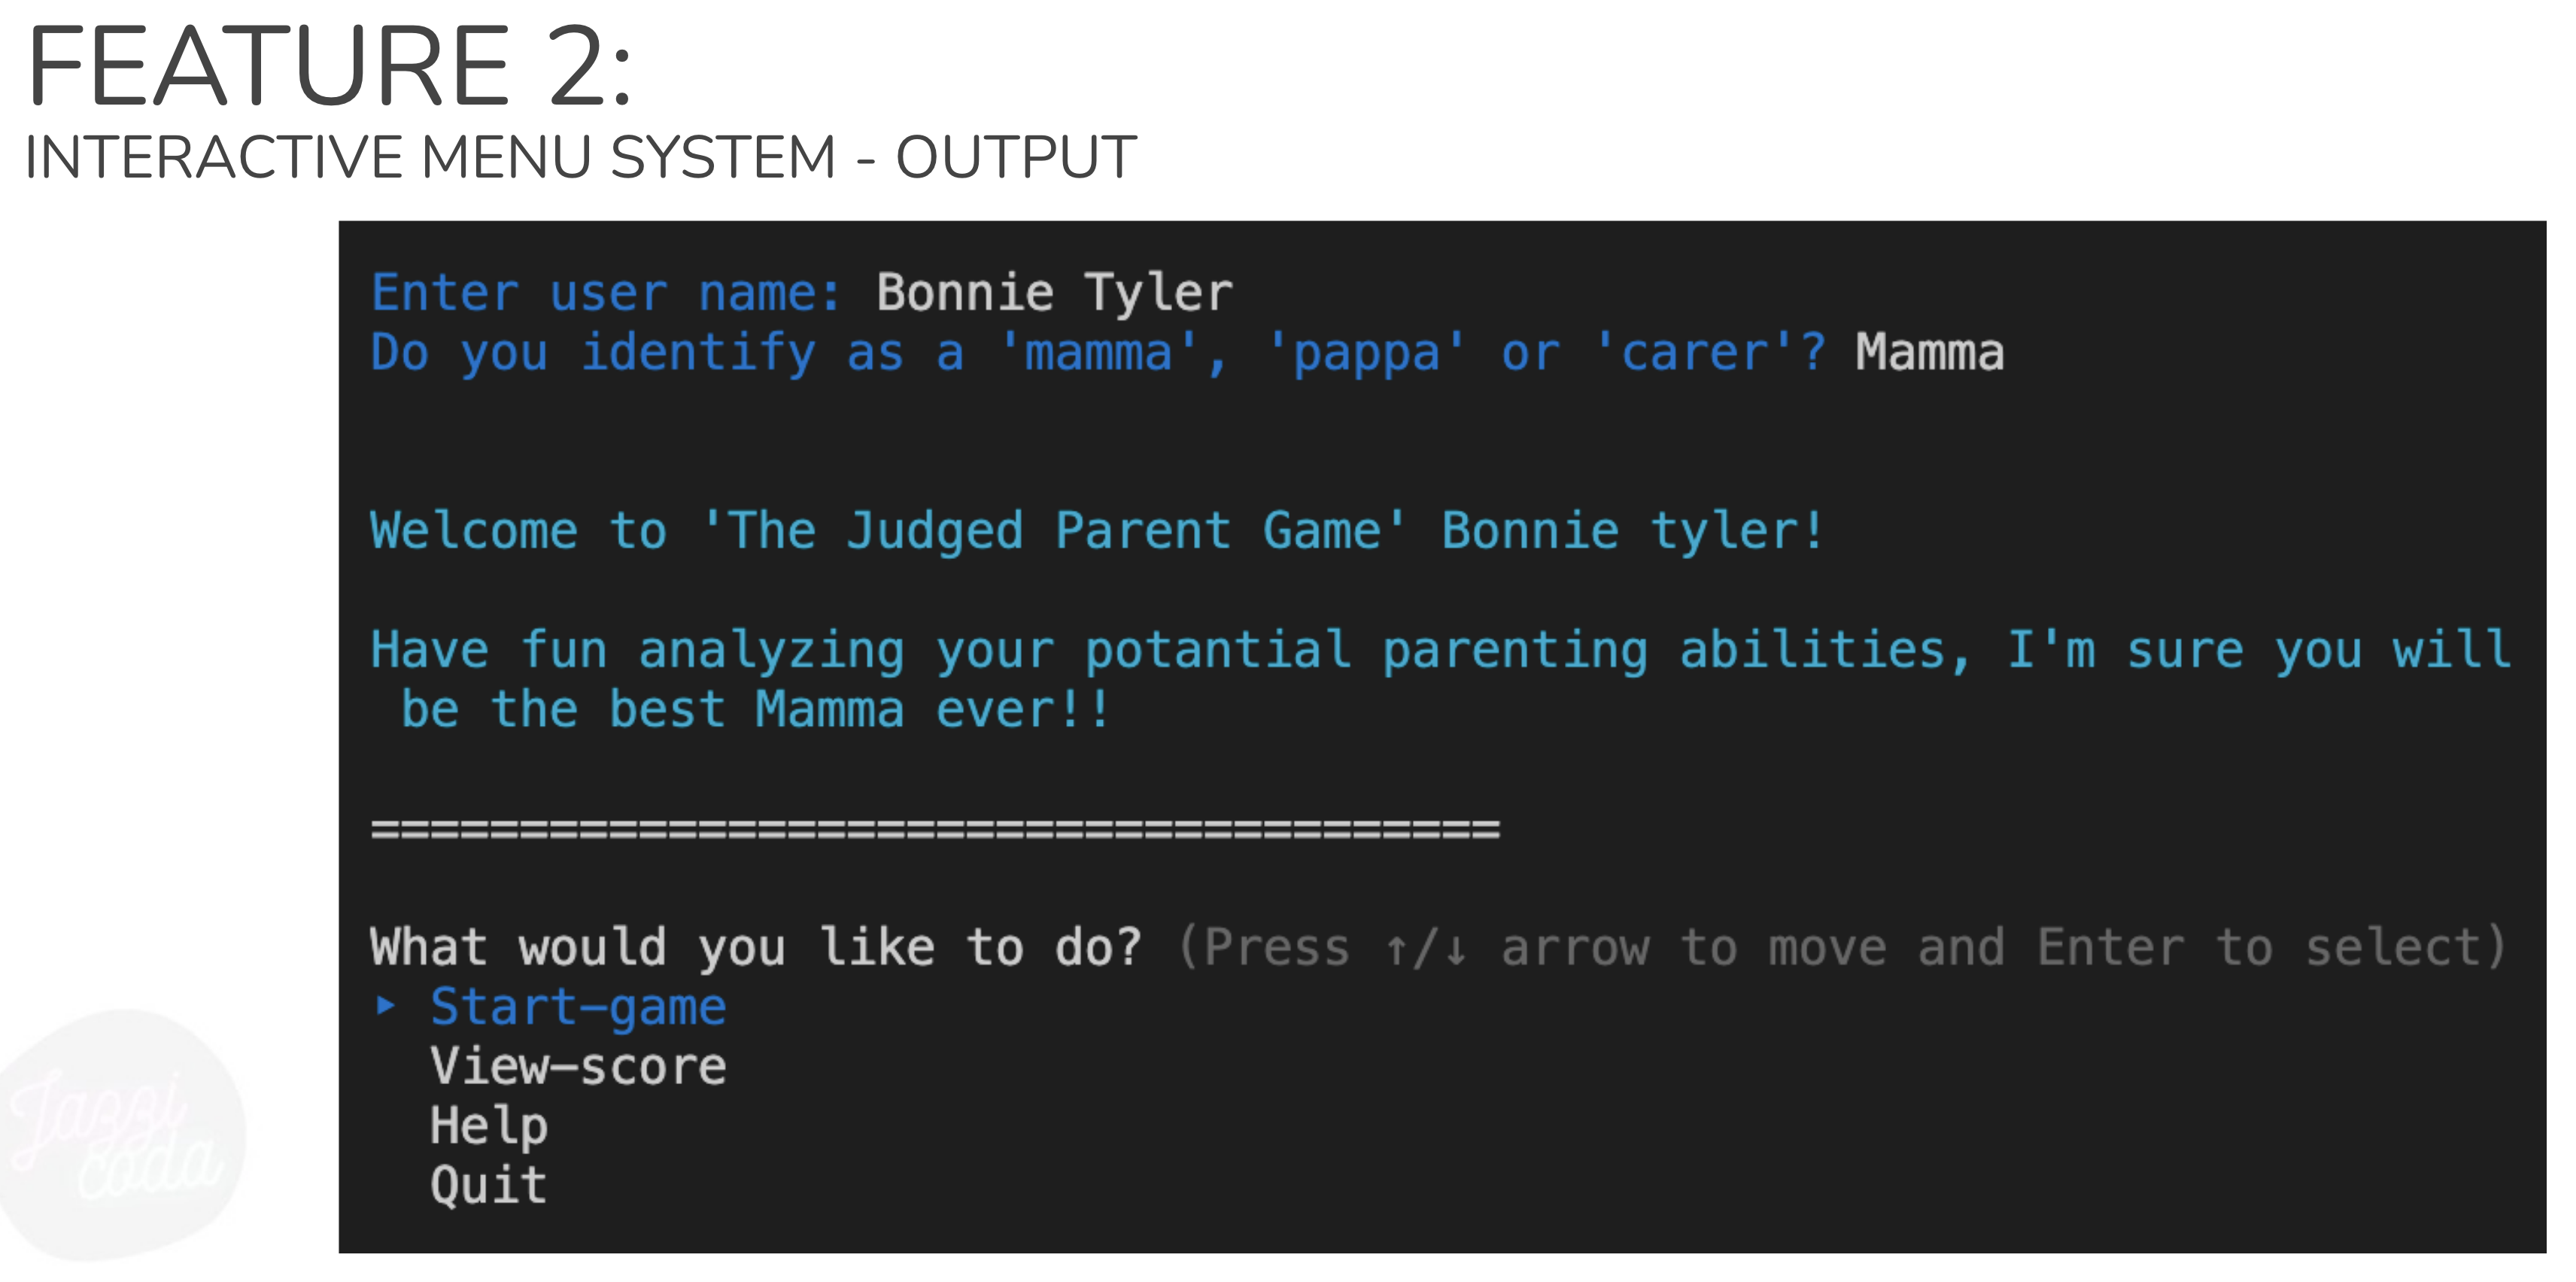 FEATURE 2:
INTERACTIVE MENU SYSTEM - OUTPUT
Enter user name: Bonnie Tyler
Do you identify as a 'mamma', 'pappa' or 'carer'? Mamma
Welcome to 'The Judged Parent Game' Bonnie tyler!
Have fun analyzing your potantial parenting abilities, I'm sure you will
be the best Mamma ever!!
======================================
What would you like to do? (Press ↑/↓ arrow to move and Enter to select)
‣ Start-game
View-score
Help
Quit
Jazzi
coda